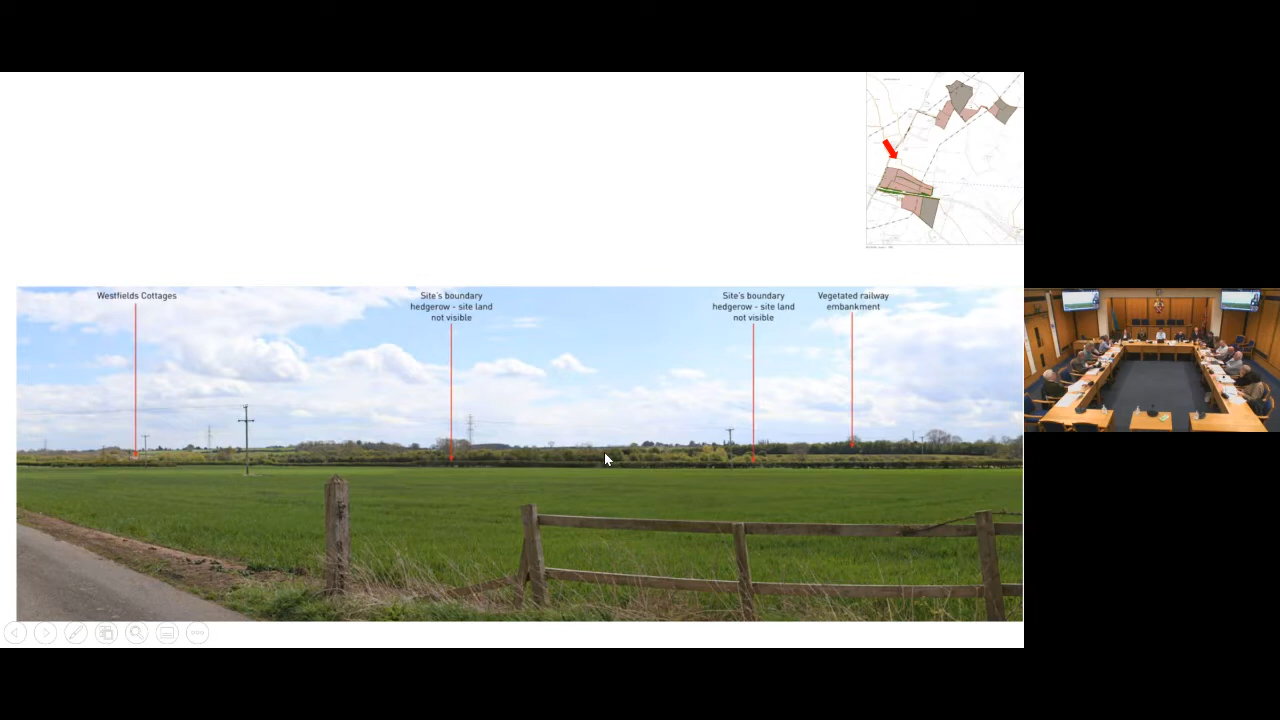 Westfields Cottages
Site's boundary
hedgerow - site land
not visible
Site's boundary
hedgerow - site land
not visible
Vegetated railway
embankment